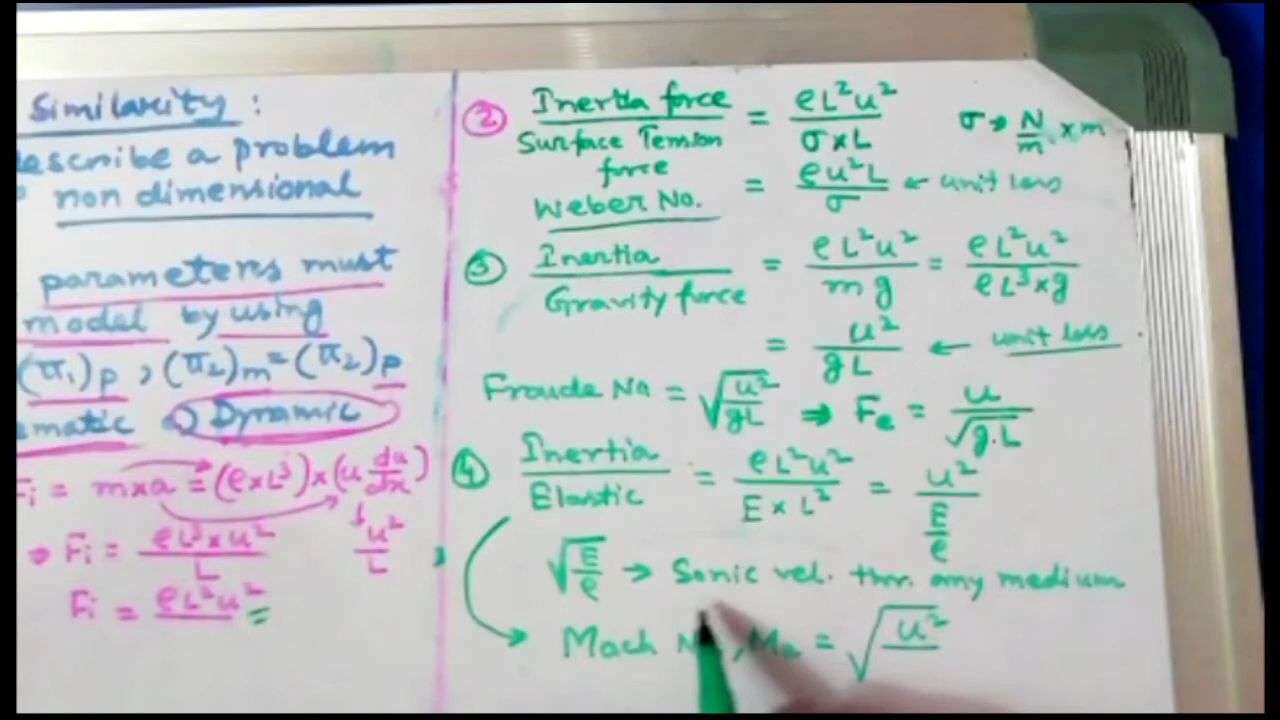 Similarity :
describe a problem
non dimensional
parameters must
model by using
(π₁)p , (π₂)m = (π₂)p
ematic Dynamic
Fi = m×a = (ρ×L³)×(u du/dx)
⇒ Fi = ρL³×u²/L u²/L
Fi = ρL²u² =
② Inertia force / Surface Tension force = ρL²u² / σ×L σ → N/m × m
Weber No. = ρu²L / σ ← unit less
③ Inertia / Gravity force = ρL²u² / mg = ρL²u² / ρL³×g
= u² / gL ← unit less
Froude No = √(u²/gL) ⇒ Fe = u / √g.L
④ Inertia / Elastic = ρL²u² / E×L² = u² / E/ρ
√(E/ρ) → Sonic vel. thr. any medium
Mach , Ma = √u²